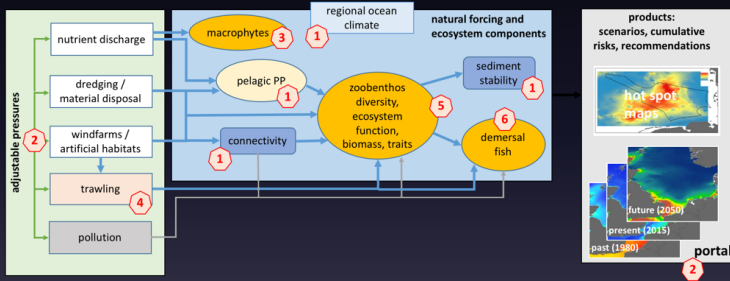 adjustable pressures
2
nutrient discharge
dredging /
material disposal
windfarms /
artificial habitats
trawling
4
pollution
regional ocean
climate
1
natural forcing and
ecosystem components
macrophytes
3
pelagic PP
1
connectivity
1
zoobenthos
diversity,
ecosystem
function,
biomass, traits
5
sediment
stability
1
6
demersal
fish
products:
scenarios, cumulative
risks, recommendations
hot spot
maps
future (2050)
present (2015)
past (1980)
portal
2